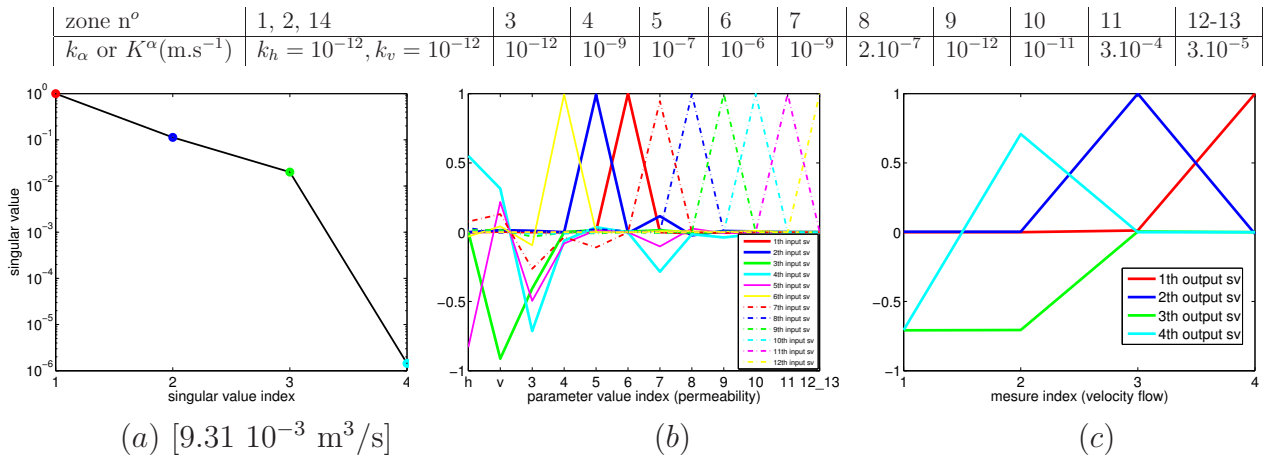 zone nᵒ | 1, 2, 14 | 3 | 4 | 5 | 6 | 7 | 8 | 9 | 10 | 11 | 12-13
k_α or K^α(m.s⁻¹) | k_h = 10⁻¹², k_v = 10⁻¹² | 10⁻¹² | 10⁻⁹ | 10⁻⁷ | 10⁻⁶ | 10⁻⁹ | 2.10⁻⁷ | 10⁻¹² | 10⁻¹¹ | 3.10⁻⁴ | 3.10⁻⁵
singular value
10⁰
10⁻¹
10⁻²
10⁻³
10⁻⁴
10⁻⁵
10⁻⁶
1 2 3 4
singular value index
(a) [9.31 10⁻³ m³/s]
1
0.5
0
−0.5
−1
1th input sv
2th input sv
3th input sv
4th input sv
5th input sv
6th input sv
7th input sv
8th input sv
9th input sv
10th input sv
11th input sv
12th input sv
h v 3 4 5 6 7 8 9 10 11 12_13
parameter value index (permeability)
(b)
1
0.5
0
−0.5
−1
1th output sv
2th output sv
3th output sv
4th output sv
1 2 3 4
mesure index (velocity flow)
(c)